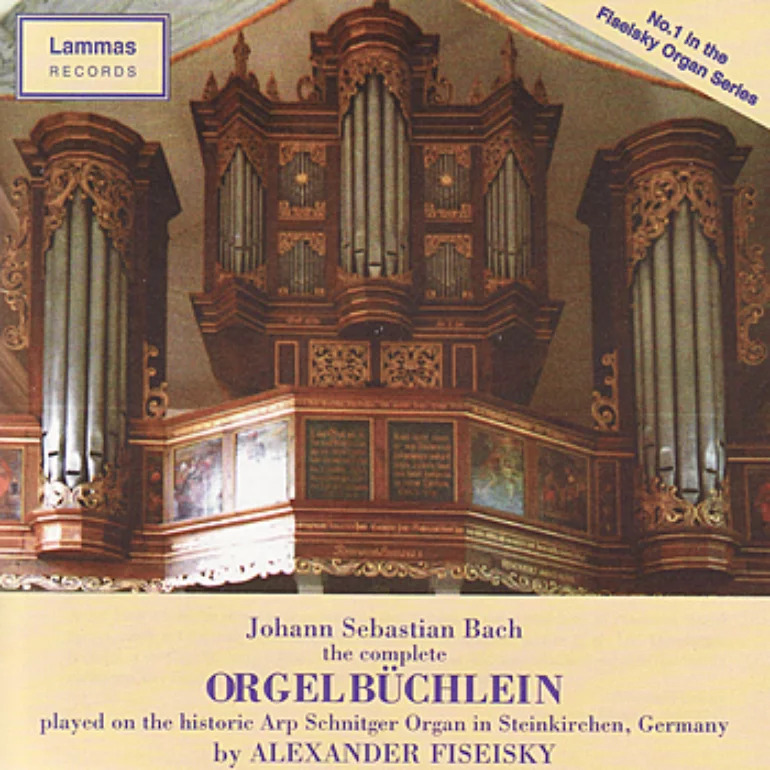 Lammas
RECORDS
No.1 in the
Fiseisky Organ Series
Johann Sebastian Bach
the complete
ORGELBÜCHLEIN
played on the historic Arp Schnitger Organ in Steinkirchen, Germany
by ALEXANDER FISEISKY